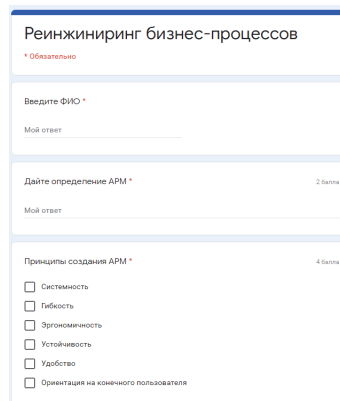 Реинжиниринг бизнес-процессов
* Обязательно
Введите ФИО *
Мой ответ
Дайте определение АРМ *
2 балла
Мой ответ
Принципы создания АРМ *
4 балла
Системность
Гибкость
Эргономичность
Устойчивость
Удобство
Ориентация на конечного пользователя